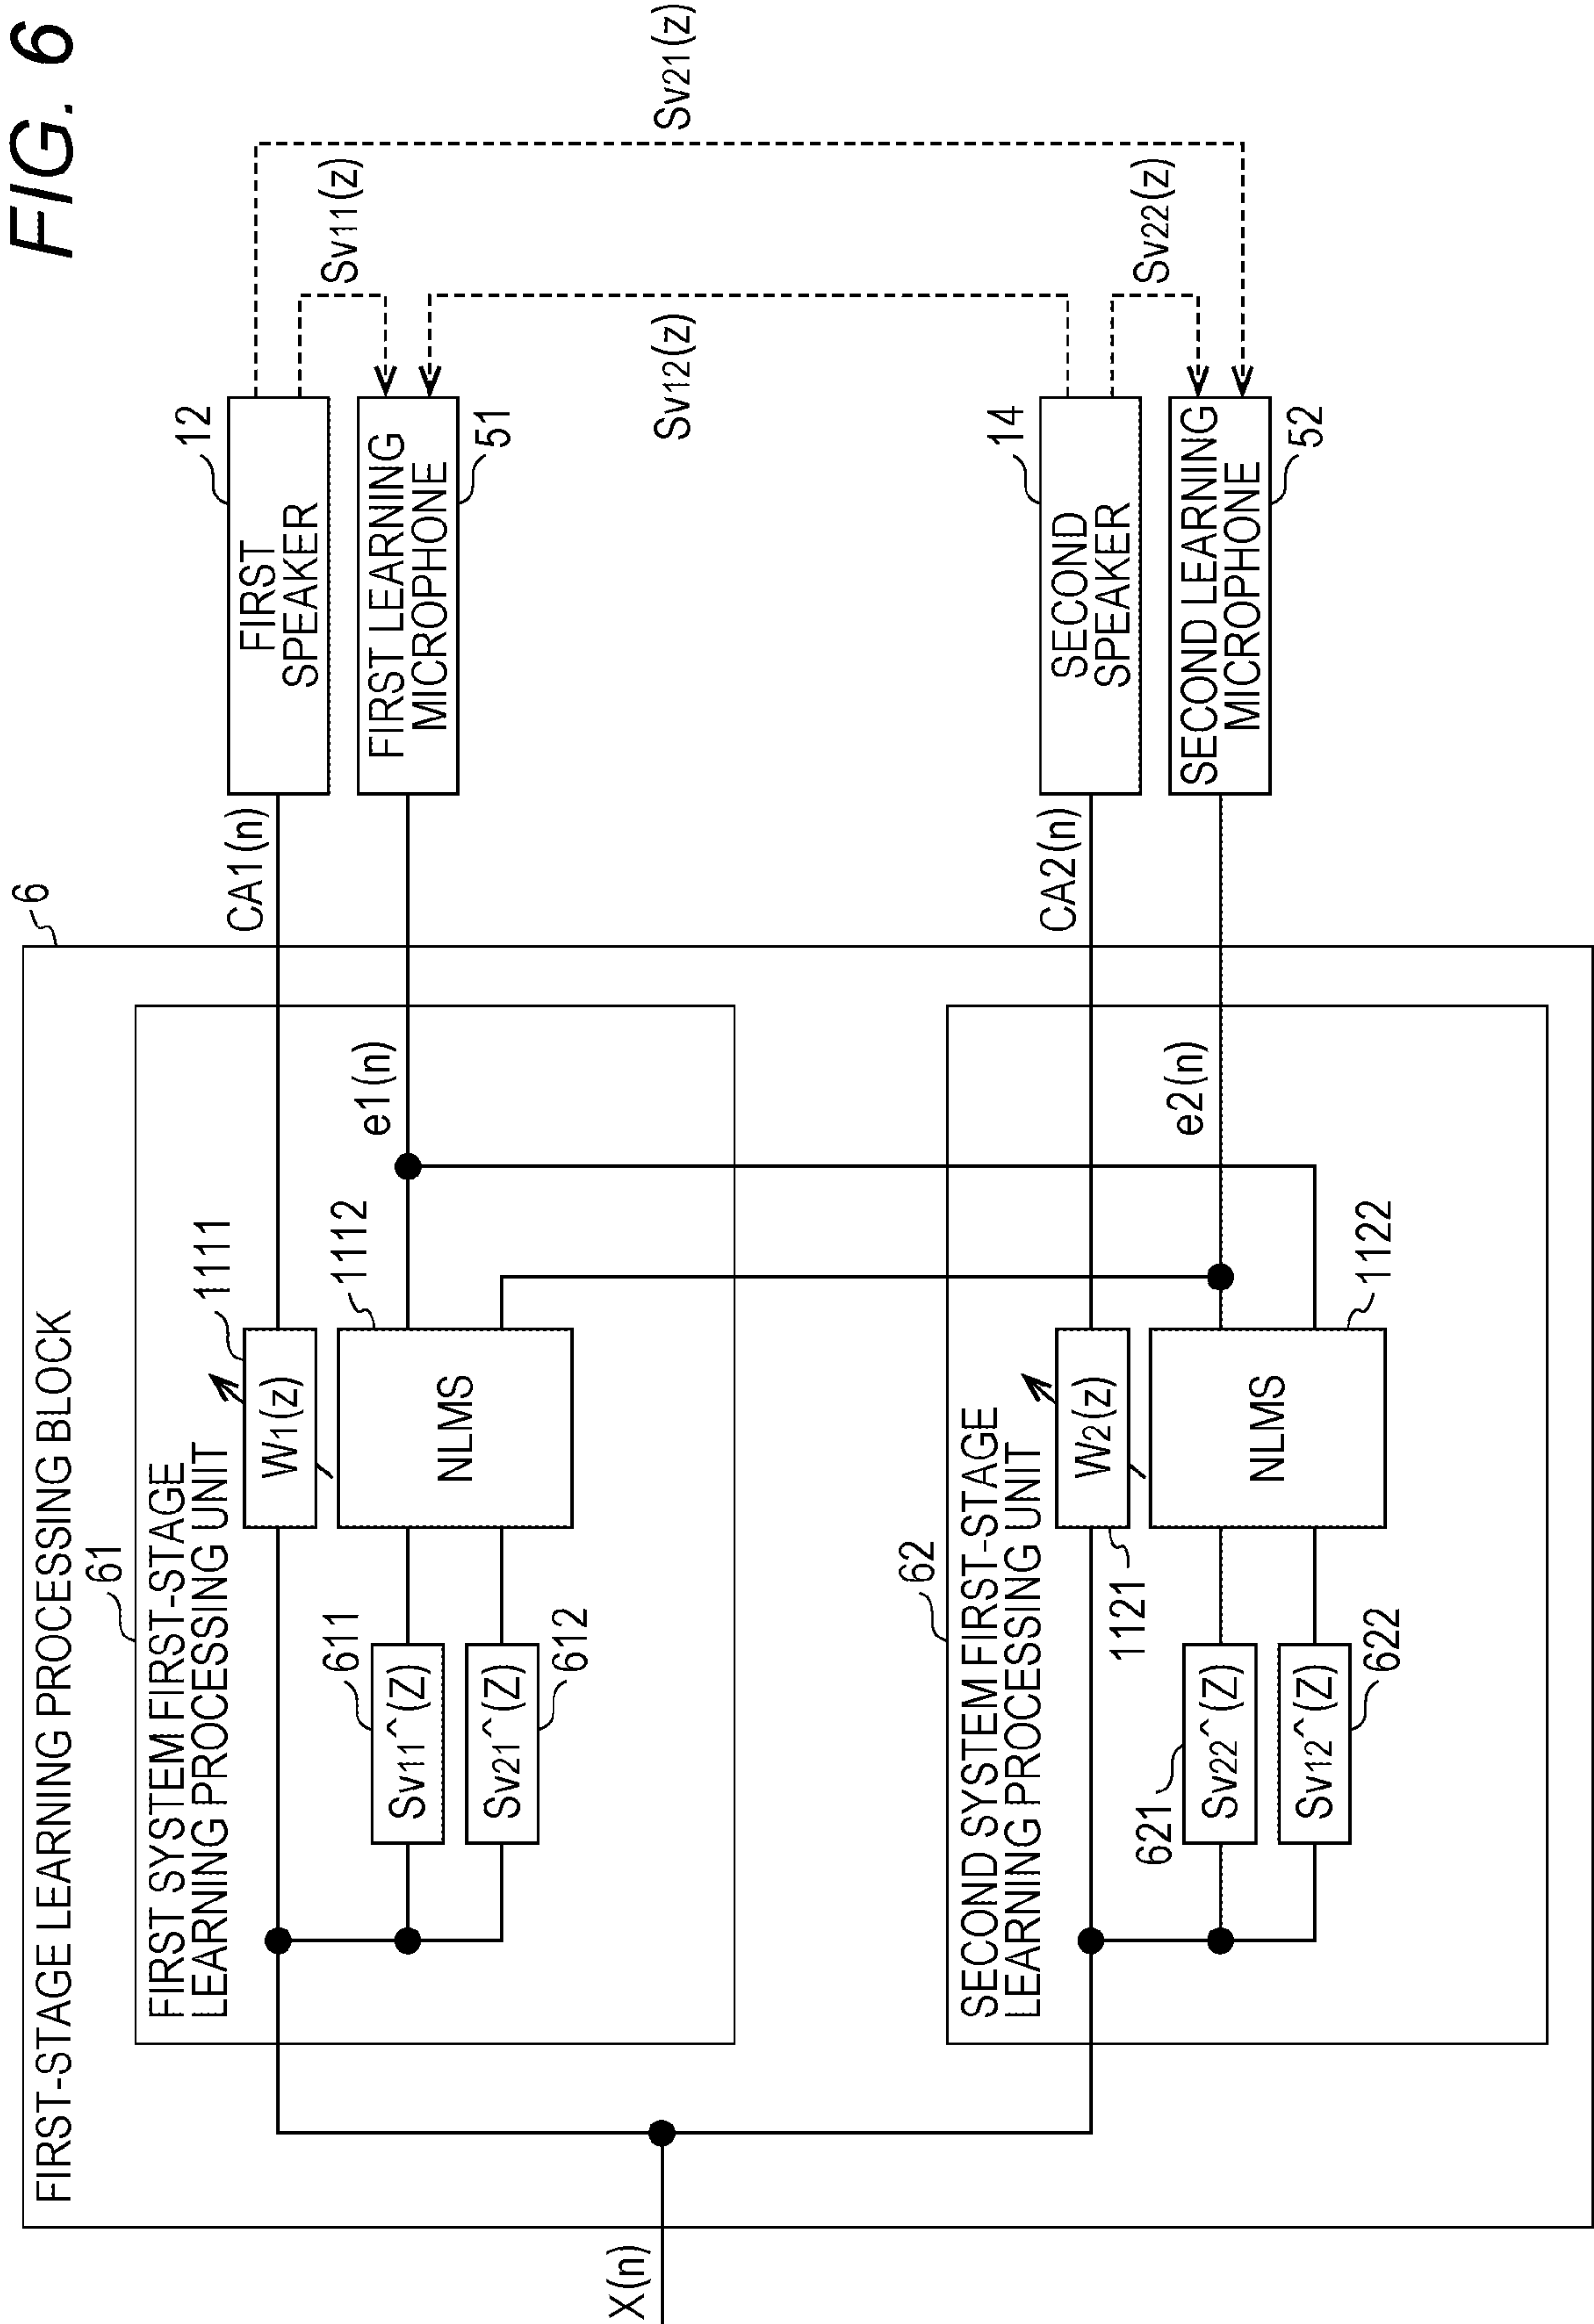 FIG. 6
FIRST-STAGE LEARNING PROCESSING BLOCK
6
61
FIRST SYSTEM FIRST-STAGE
LEARNING PROCESSING UNIT
1111
W1(z)
CA1(n)
12
FIRST
SPEAKER
Sv11(z)
611
Sv11^(Z)
1112
NLMS
e1(n)
FIRST LEARNING
MICROPHONE
51
Sv21^(Z)
612
X(n)
Sv12(z)
Sv21(z)
62
SECOND SYSTEM FIRST-STAGE
LEARNING PROCESSING UNIT
W2(z)
1121
CA2(n)
14
SECOND
SPEAKER
Sv22(z)
621
Sv22^(Z)
NLMS
e2(n)
SECOND LEARNING
MICROPHONE
52
Sv12^(Z)
622
1122